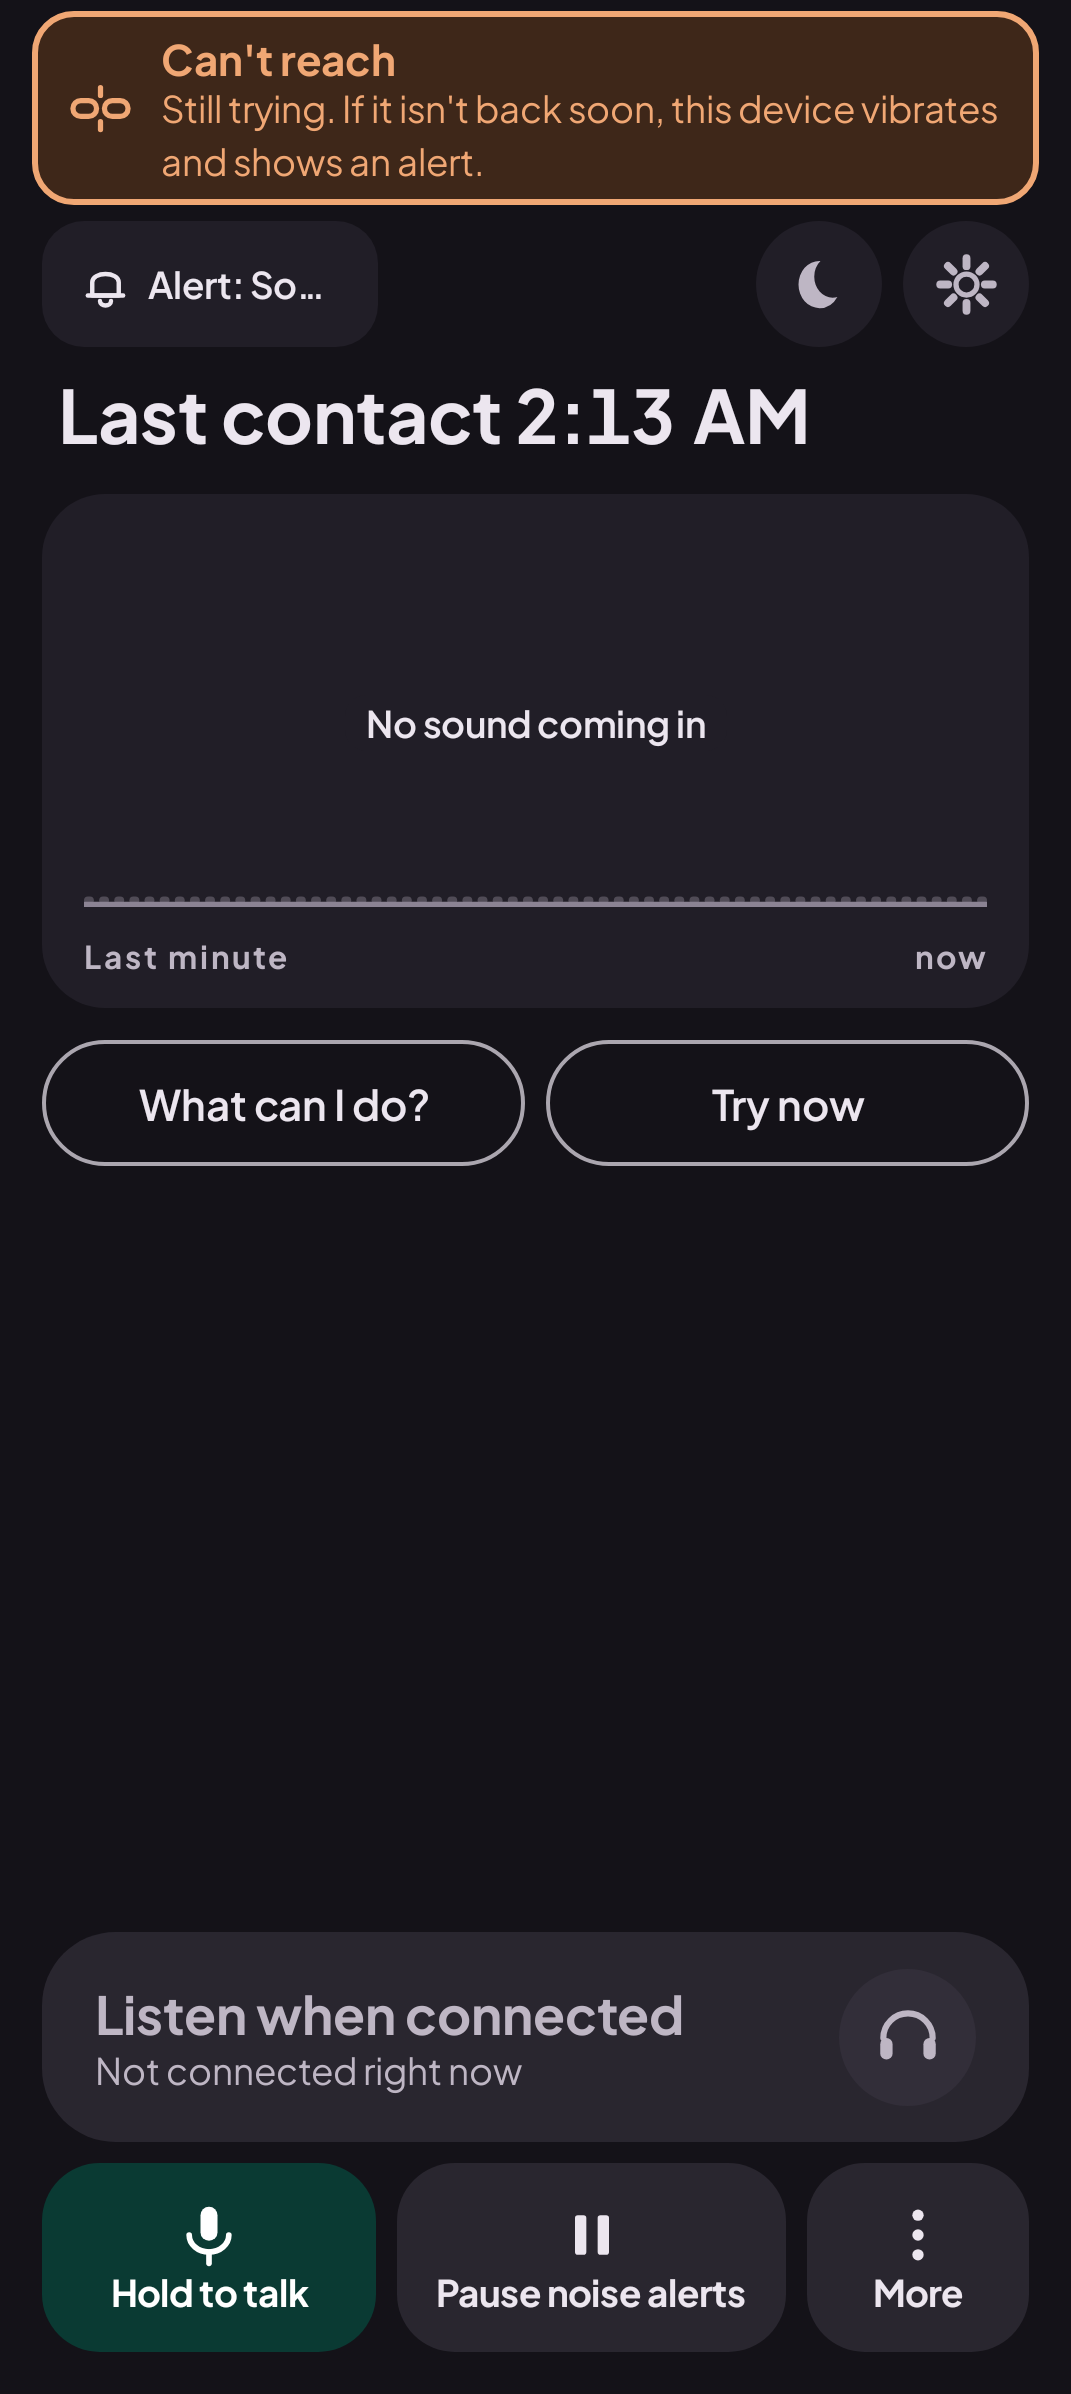 Can't reach
Still trying. If it isn't back soon, this device vibrates
and shows an alert.
Alert: So...
Last contact 2:13 AM
No sound coming in
Last minute
now
What can I do?
Try now
Listen when connected
Not connected right now
Hold to talk
Pause noise alerts
More